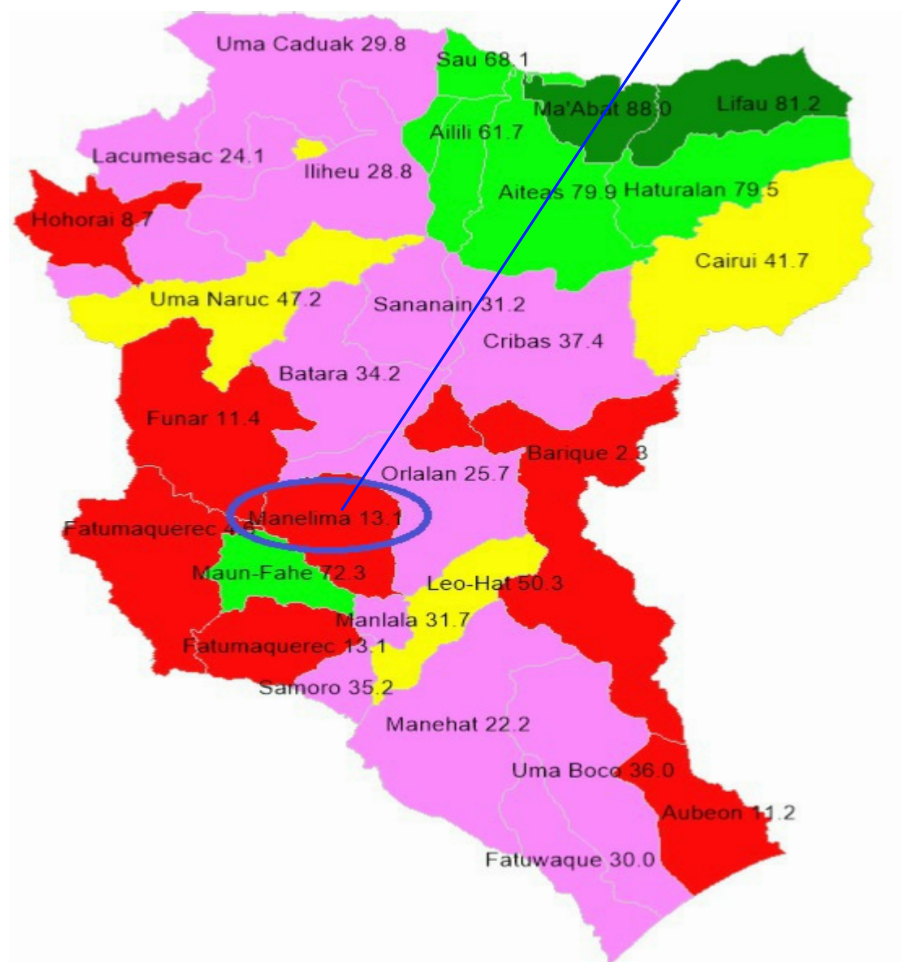 Uma Caduak 29.8
Sau 68.1
Ma'Abat 88.0
Lifau 81.2
Ailili 61.7
Lacumesac 24.1
Iliheu 28.8
Aiteas 79.9
Haturalan 79.5
Hohorai 8.7
Cairui 41.7
Uma Naruc 47.2
Sananain 31.2
Cribas 37.4
Batara 34.2
Funar 11.4
Barique 2.3
Orlalan 25.7
Manelima 13.1
Fatumaquerec
Maun-Fahe 72.3
Leo-Hat 50.3
Manlala 31.7
Fatumaquerec 13.1
Samoro 35.2
Manehat 22.2
Uma Boco 36.0
Aubeon 11.2
Fatuwaque 30.0